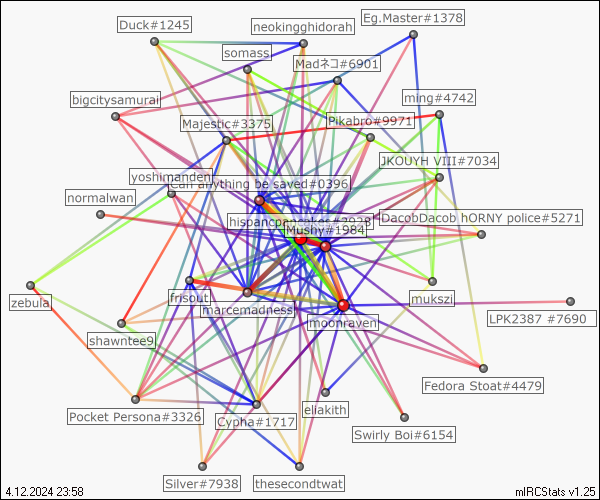 Duck#1245
neokingghidorah
Eg.Master#1378
somass
Madネコ#6901
bigcitysamurai
ming#4742
Majestic#3375
Pikabro#9971
JKOUYH VIII#7034
yoshimanden
Can anything be saved#0396
normalwan
DacobDacob hORNY police#5271
Mushy#1984
zebula
frisout
marcemadness
mukszi
moonraven
LPK2387 #7690
shawntee9
Fedora Stoat#4479
Pocket Persona#3326
Cypha#1717
ellakith
Swirly Boi#6154
Silver#7938
thesecondtwat
4.12.2024 23:58
mIRCStats v1.25